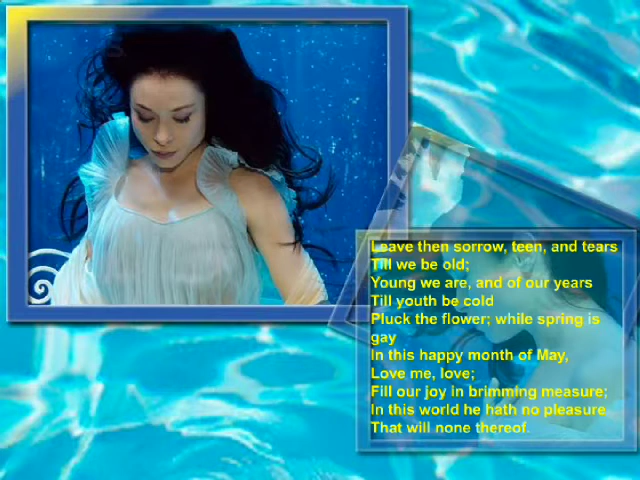 Leave then sorrow, teen, and tears
Till we be old;
Young we are, and of our years
Till youth be cold
Pluck the flower; while spring is
gay
In this happy month of May,
Love me, love;
Fill our joy in brimming measure;
In this world he hath no pleasure
That will none thereof.